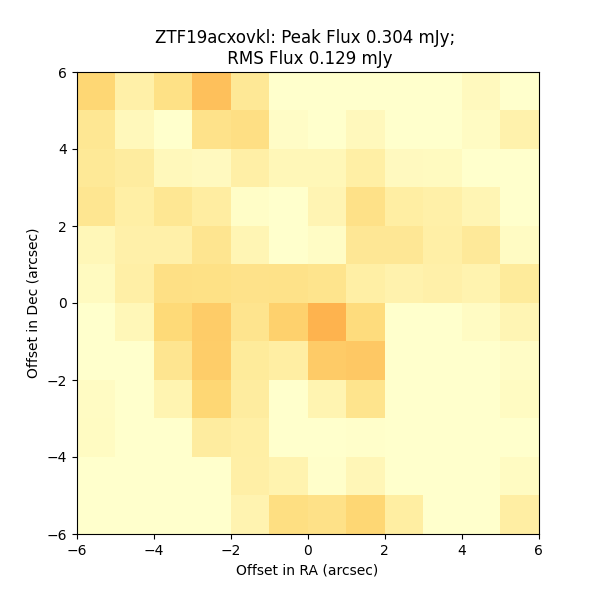 ZTF19acxovkl: Peak Flux 0.304 mJy;
RMS Flux 0.129 mJy
6
4
2
0
−2
−4
−6
Offset in Dec (arcsec)
−6 −4 −2 0 2 4 6
Offset in RA (arcsec)